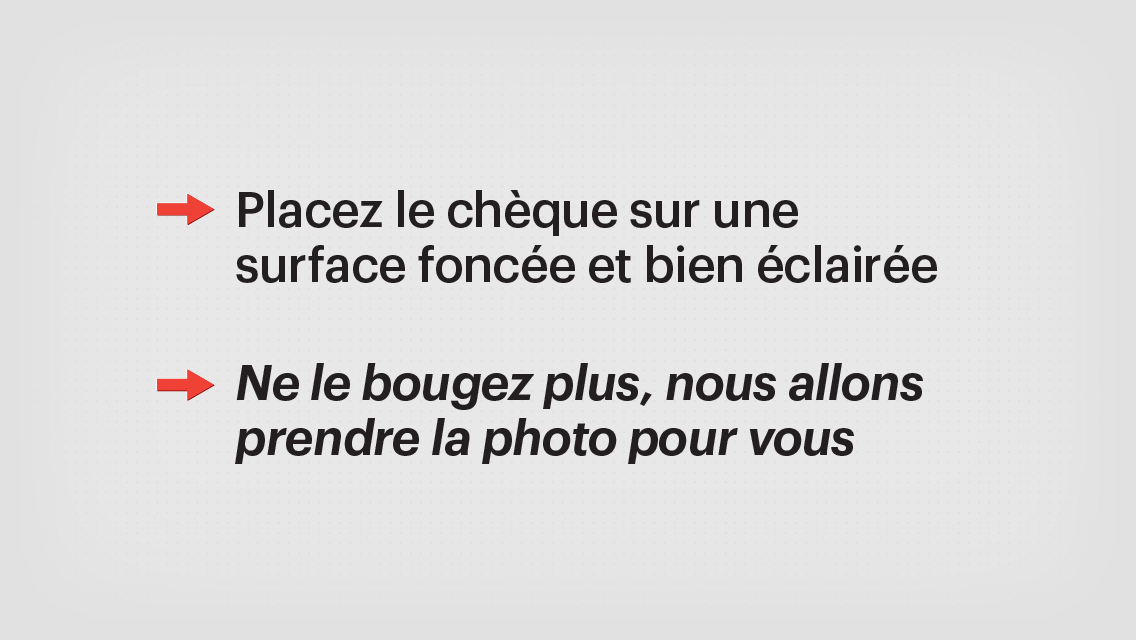 Placez le chèque sur une
surface foncée et bien éclairée
Ne le bougez plus, nous allons
prendre la photo pour vous